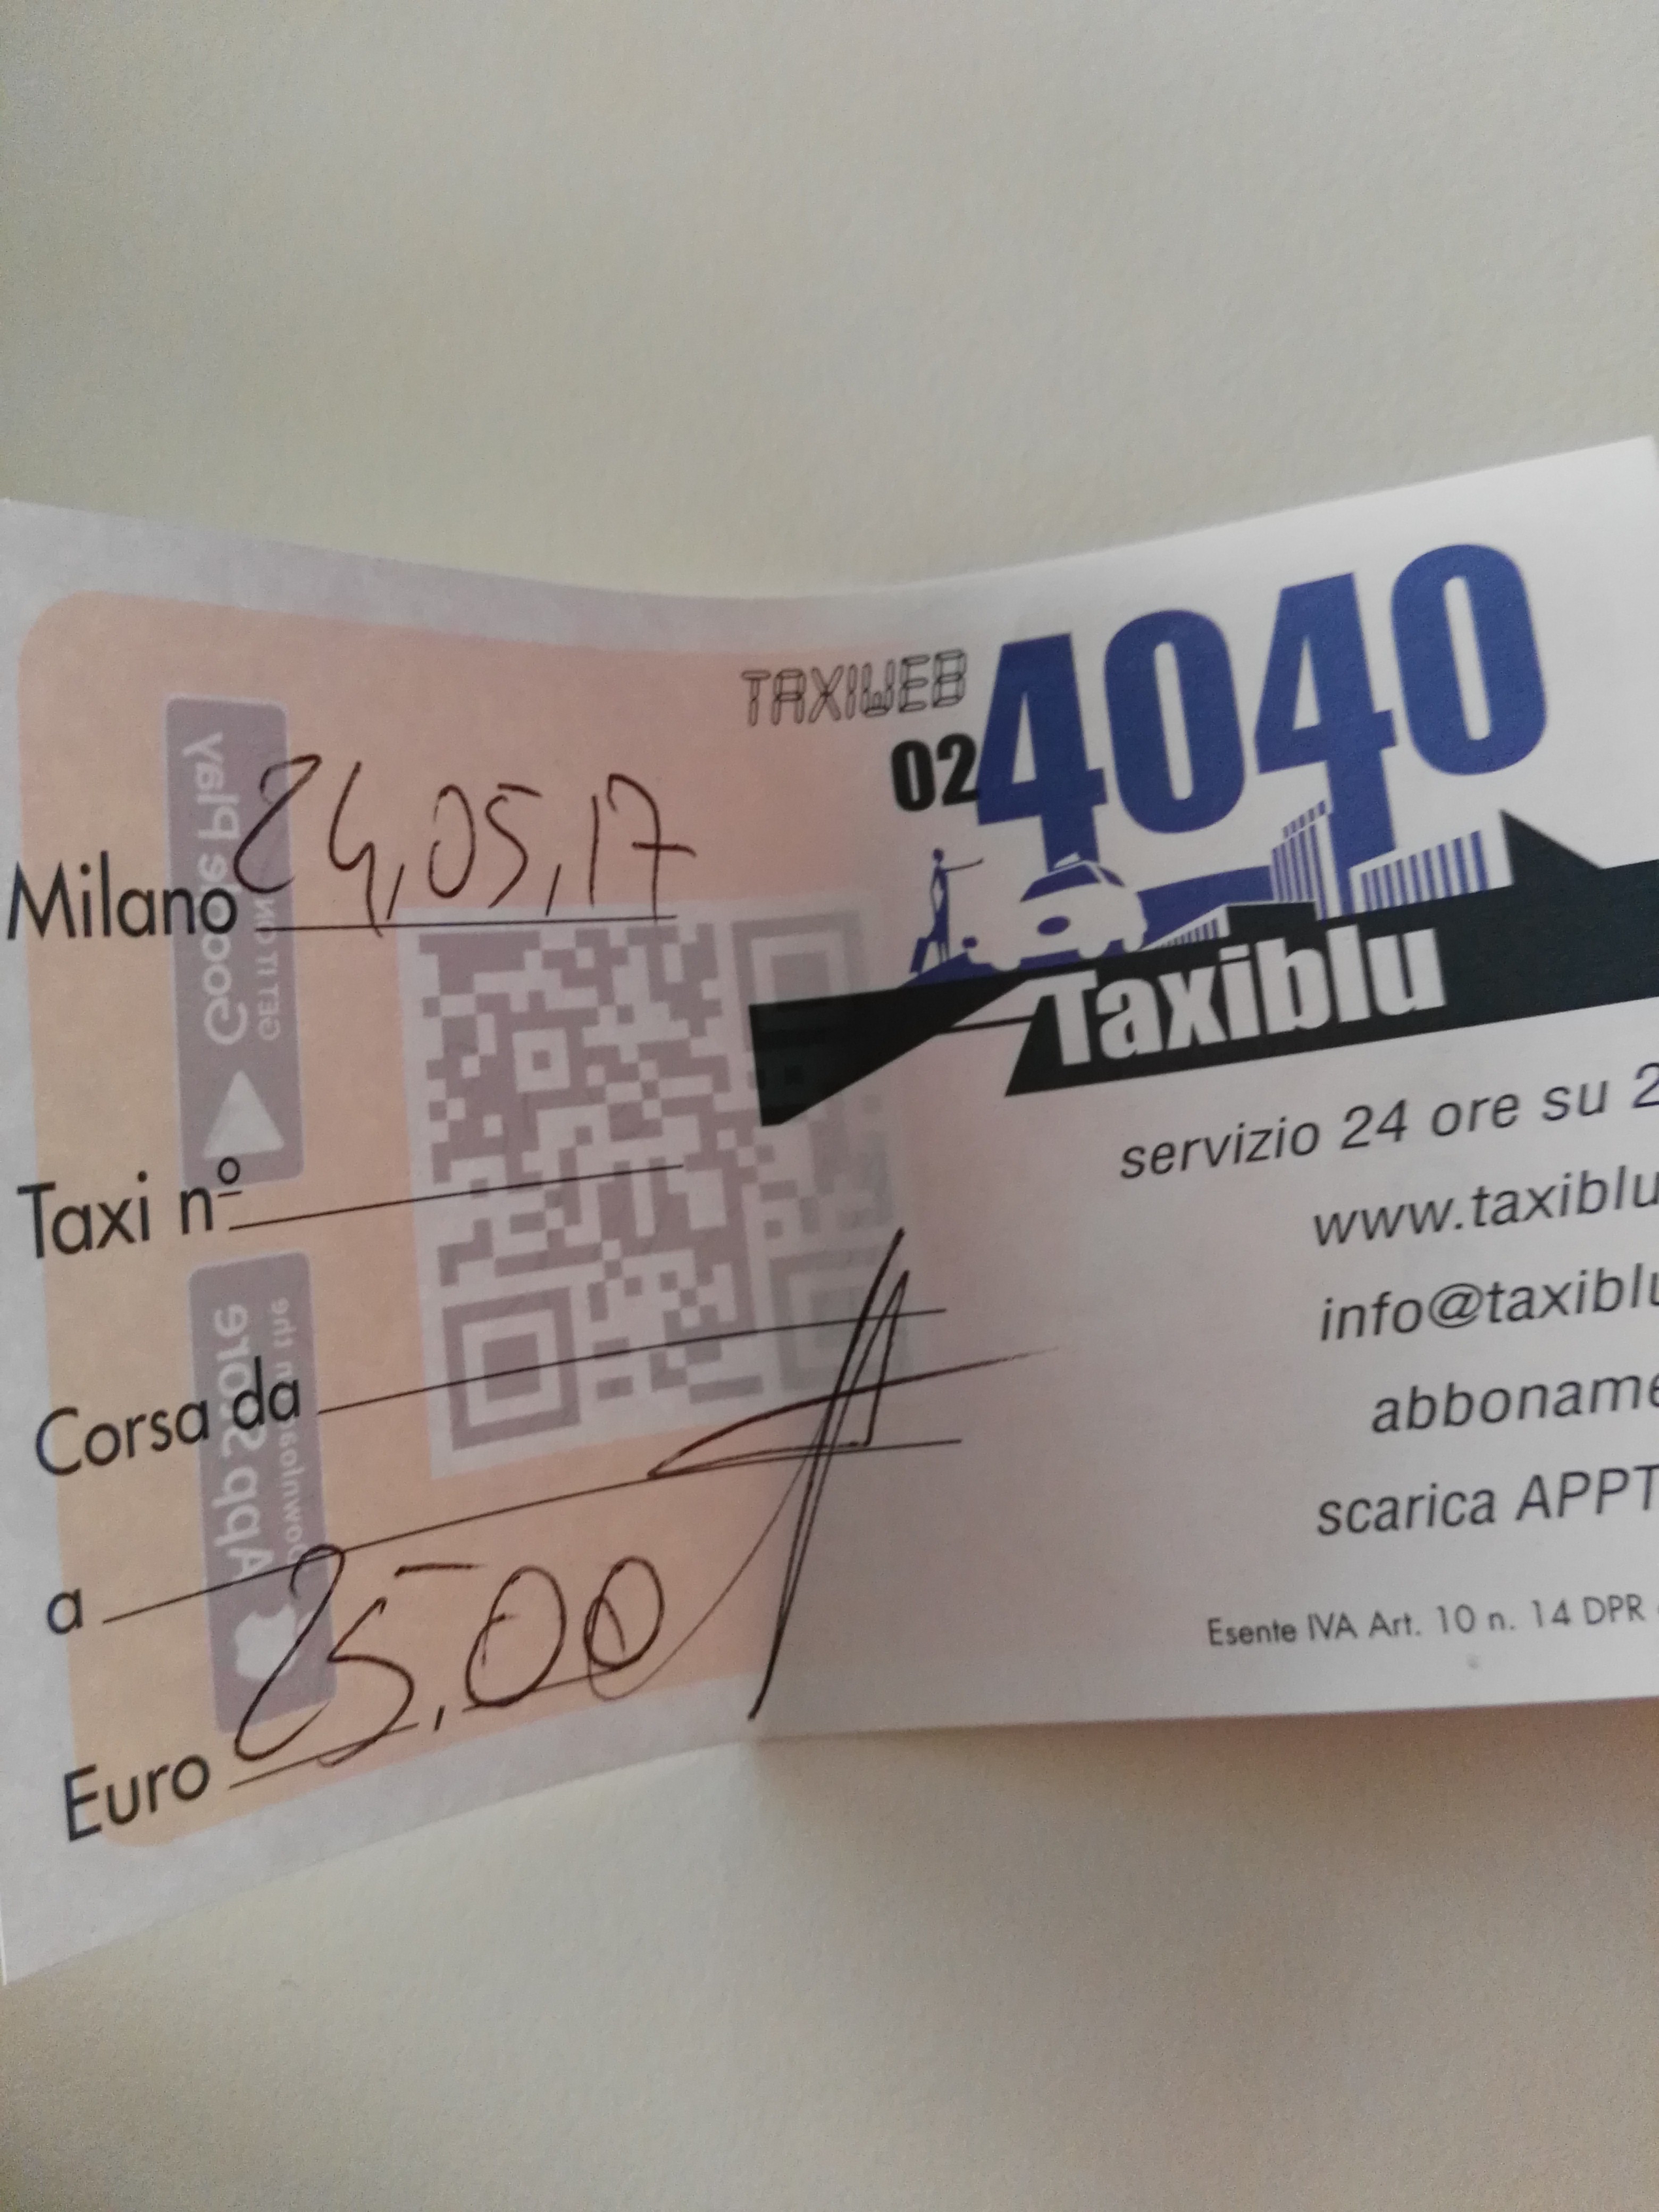 Milano 24,05,17
Taxi nº
Corsa da
a
Euro 25,00
TAXIWEB
02 4040
Taxiblu
servizio 24 ore su 2
www.taxiblu
info@taxiblu
abboname
scarica APPT
Esente IVA Art. 10 n. 14 DPR
GET IT ON
Google Play
Download on the
App Store